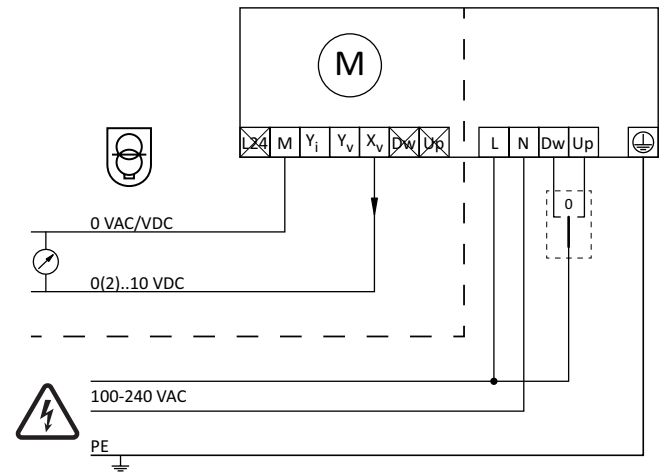 M
L24 M Yi Yv Xv Dw Up L N Dw Up
0
0 VAC/VDC
0(2)..10 VDC
100-240 VAC
PE